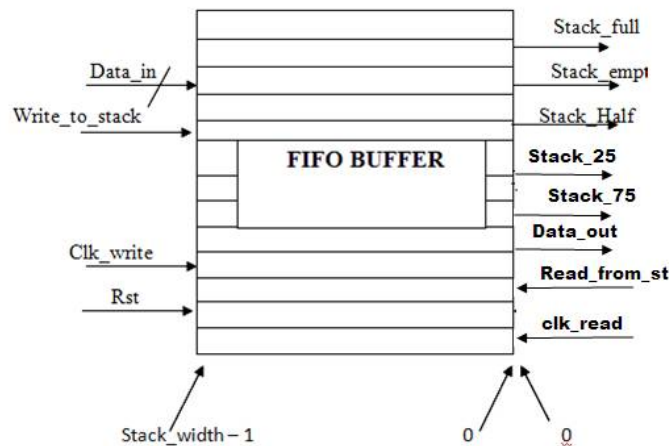 Stack_full
Data_in
Stack_empt
Write_to_stack
Stack_Half
FIFO BUFFER
Stack_25
Stack_75
Data_out
Clk_write
Read_from_st
Rst
clk_read
Stack_width – 1
0
0